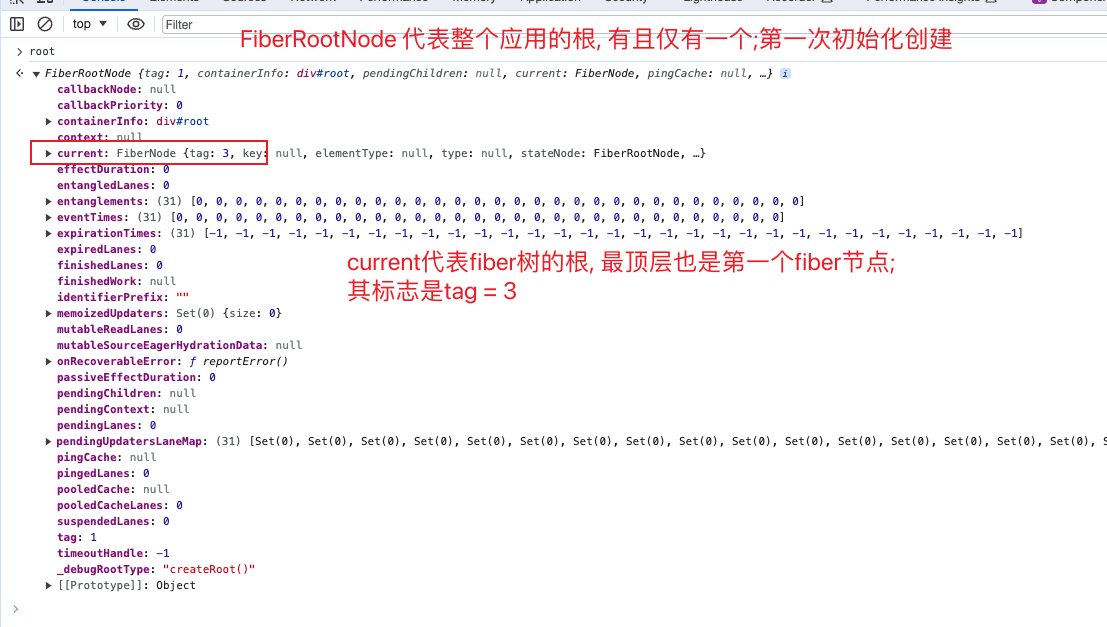 top
Filter
FiberRootNode 代表整个应用的根, 有且仅有一个;第一次初始化创建
root
FiberRootNode {tag: 1, containerInfo: div#root, pendingChildren: null, current: FiberNode, pingCache: null, …}
callbackNode: null
callbackPriority: 0
containerInfo: div#root
context: null
current: FiberNode {tag: 3, key: null, elementType: null, type: null, stateNode: FiberRootNode, …}
effectDuration: 0
entangledLanes: 0
entanglements: (31) [0, 0, 0, 0, 0, 0, 0, 0, 0, 0, 0, 0, 0, 0, 0, 0, 0, 0, 0, 0, 0, 0, 0, 0, 0, 0, 0, 0, 0, 0, 0]
eventTimes: (31) [0, 0, 0, 0, 0, 0, 0, 0, 0, 0, 0, 0, 0, 0, 0, 0, 0, 0, 0, 0, 0, 0, 0, 0, 0, 0, 0, 0, 0, 0, 0]
expirationTimes: (31) [-1, -1, -1, -1, -1, -1, -1, -1, -1, -1, -1, -1, -1, -1, -1, -1, -1, -1, -1, -1, -1, -1, -1, -1, -1, -1, -1, -1, -1, -1, -1]
expiredLanes: 0
finishedLanes: 0
finishedWork: null
identifierPrefix: ""
current代表fiber树的根, 最顶层也是第一个fiber节点;
其标志是tag = 3
memoizedUpdaters: Set(0) {size: 0}
mutableReadLanes: 0
mutableSourceEagerHydrationData: null
onRecoverableError: ƒ reportError()
passiveEffectDuration: 0
pendingChildren: null
pendingContext: null
pendingLanes: 0
pendingUpdatersLaneMap: (31) [Set(0), Set(0), Set(0), Set(0), Set(0), Set(0), Set(0), Set(0), Set(0), Set(0), Set(0), Set(0), Set(0), Set(0), Set(0), Set(0), S
pingCache: null
pingedLanes: 0
pooledCache: null
pooledCacheLanes: 0
suspendedLanes: 0
tag: 1
timeoutHandle: -1
_debugRootType: "createRoot()"
[[Prototype]]: Object